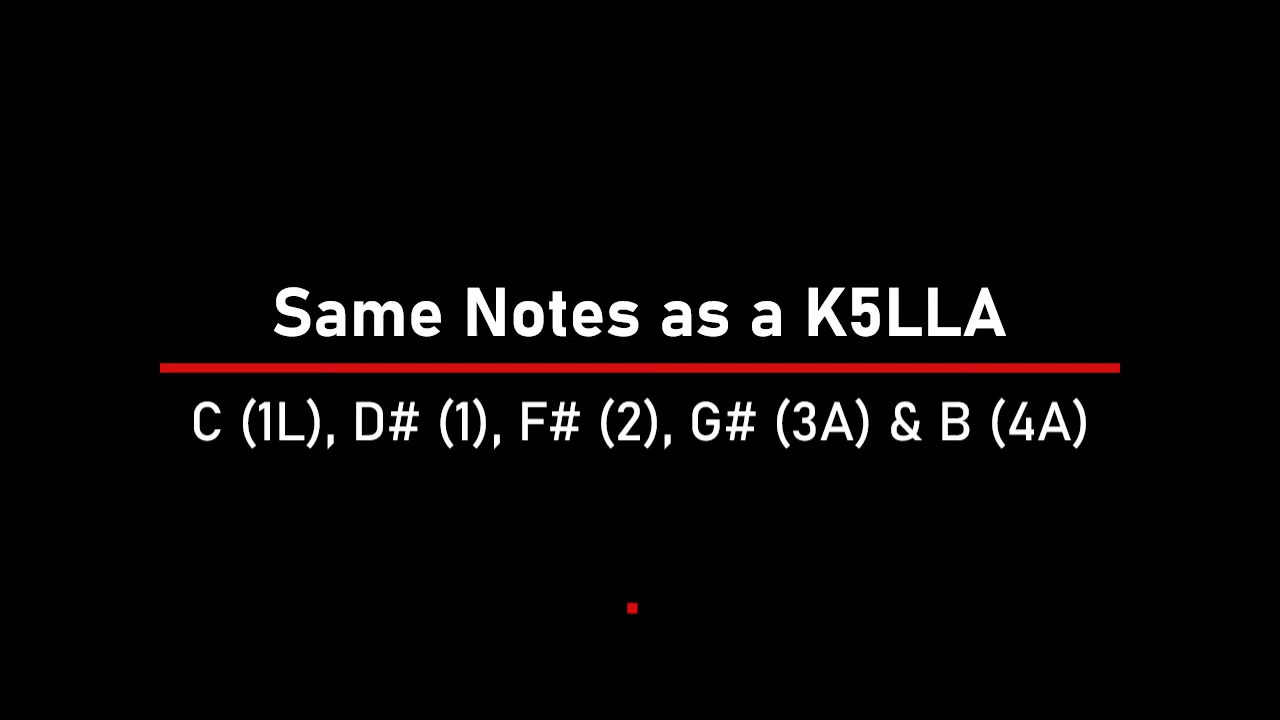 Same Notes as a K5LLA
C (1L), D# (1), F# (2), G# (3A) & B (4A)